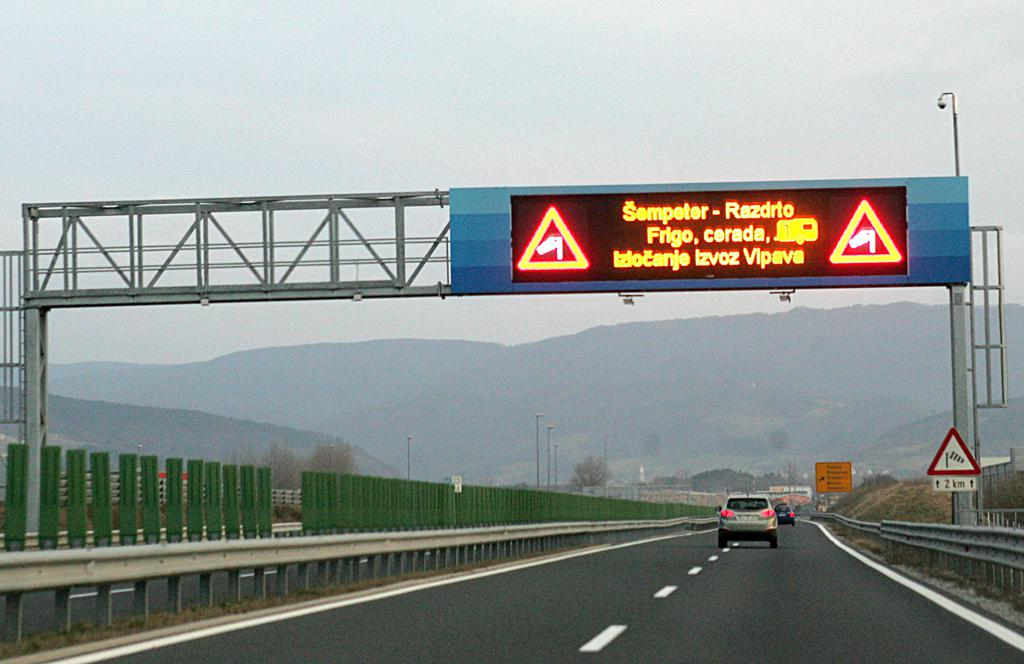 Šempeter - Razdrto
Frigo, cerada,
Izločanje izvoz Vipava
2 km